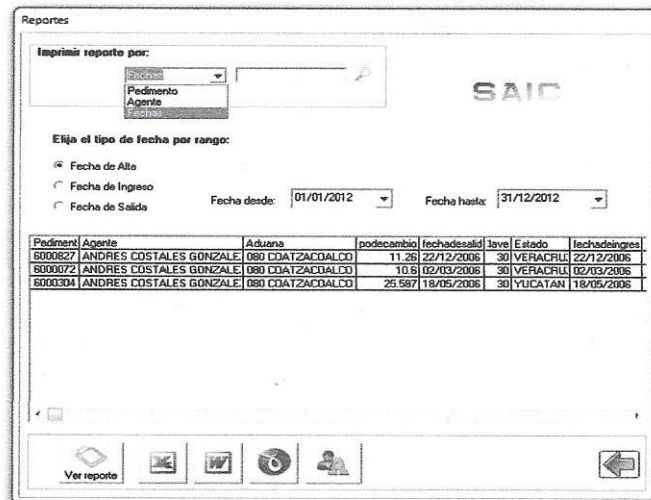 Reportes
Imprimir reporte por:
Fechas
Pedimento
Agente
Fechas
SAIC
Elija el tipo de fecha por rango:
Fecha de Alta
Fecha de Ingreso
Fecha de Salida
Fecha desde: 01/01/2012 Fecha hasta: 31/12/2012
Pediment Agente Aduana podecambio fechadesalid lave Estado fechadeingres
6000827 ANDRES COSTALES GONZALE 080 COATZACOALCO 11.26 22/12/2006 30 VERACRU 22/12/2006
6000072 ANDRES COSTALES GONZALE 080 COATZACOALCO 10.6 02/03/2006 30 VERACRU 02/03/2006
6000304 ANDRES COSTALES GONZALE 080 COATZACOALCO 25.587 18/05/2006 30 YUCATAN 18/05/2006
Ver reporte